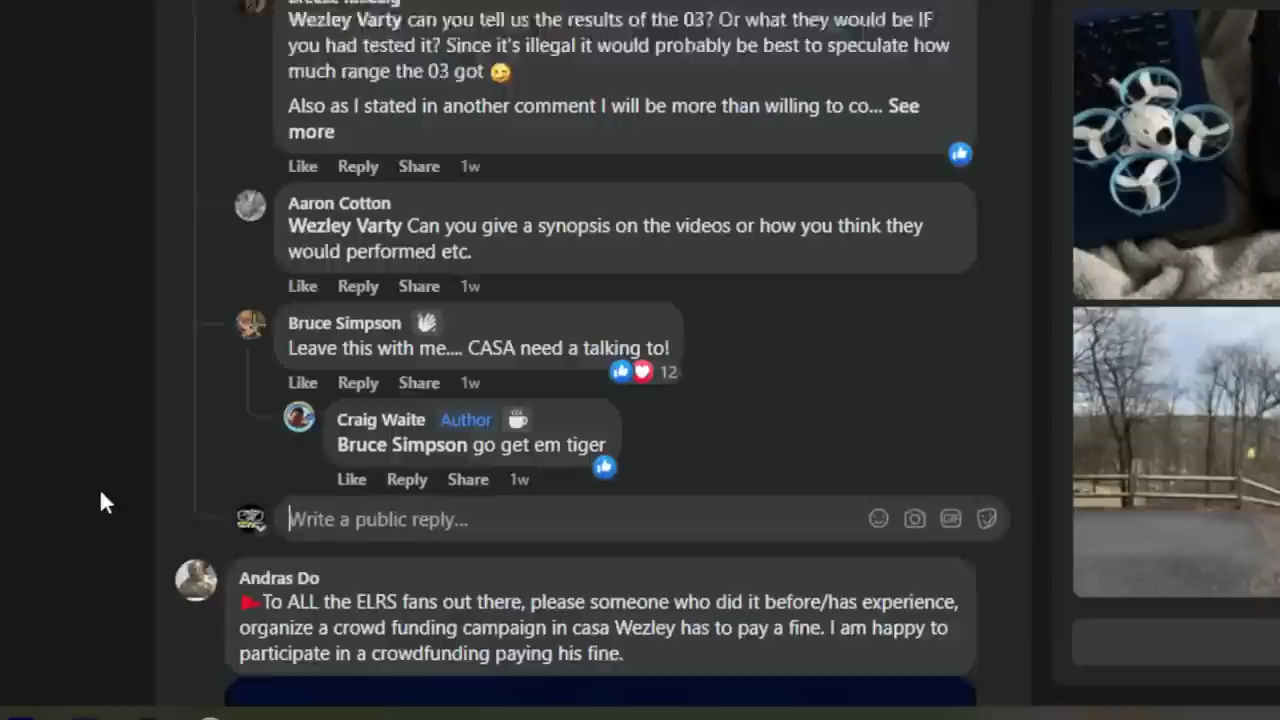 Wezley Varty can you tell us the results of the 03? Or what they would be IF
you had tested it? Since it's illegal it would probably be best to speculate how
much range the 03 got
Also as I stated in another comment I will be more than willing to co... See
more
Like Reply Share 1w
Aaron Cotton
Wezley Varty Can you give a synopsis on the videos or how you think they
would performed etc.
Like Reply Share 1w
Bruce Simpson
Leave this with me.... CASA need a talking to!
12
Like Reply Share 1w
Craig Waite Author
Bruce Simpson go get em tiger
Like Reply Share 1w
Write a public reply...
GIF
Andras Do
To ALL the ELRS fans out there, please someone who did it before/has experience,
organize a crowd funding campaign in casa Wezley has to pay a fine. I am happy to
participate in a crowdfunding paying his fine.